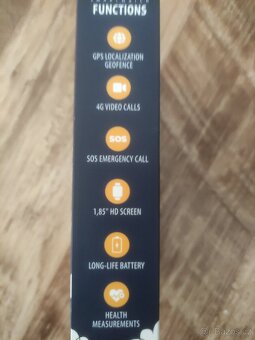 FUNCTIONS
GPS LOCALIZATION
GEOFENCE
4G VIDEO CALLS
SOS
SOS EMERGENCY CALL
1,85" HD SCREEN
LONG-LIFE BATTERY
HEALTH
MEASUREMENTS